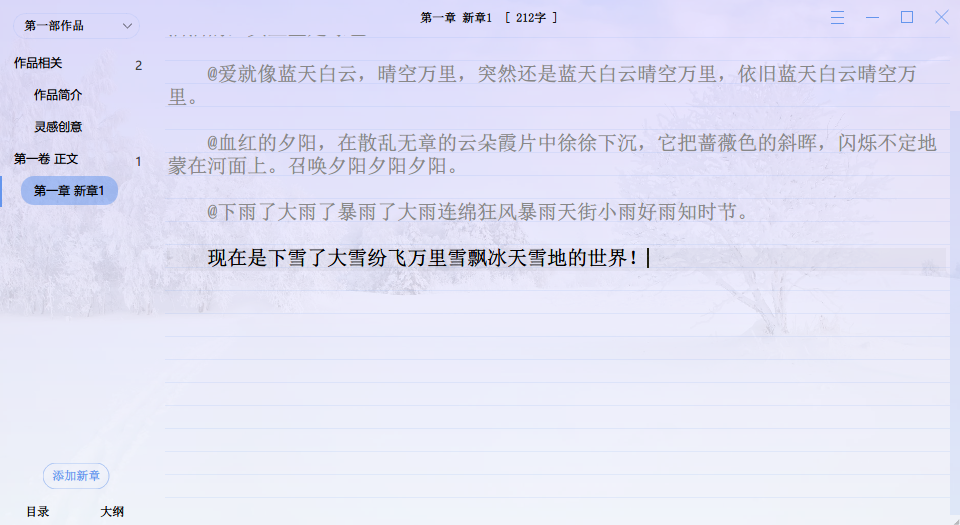 第一部作品
第一章 新章1 [ 212字 ]
作品相关 2
作品简介
灵感创意
第一卷 正文 1
第一章 新章1
@爱就像蓝天白云，晴空万里，突然还是蓝天白云晴空万里，依旧蓝天白云晴空万
里。
@血红的夕阳，在散乱无章的云朵霞片中徐徐下沉，它把蔷薇色的斜晖，闪烁不定地
蒙在河面上。召唤夕阳夕阳夕阳。
@下雨了大雨了暴雨了大雨连绵狂风暴雨天街小雨好雨知时节。
现在是下雪了大雪纷飞万里雪飘冰天雪地的世界！
添加新章
目录 大纲